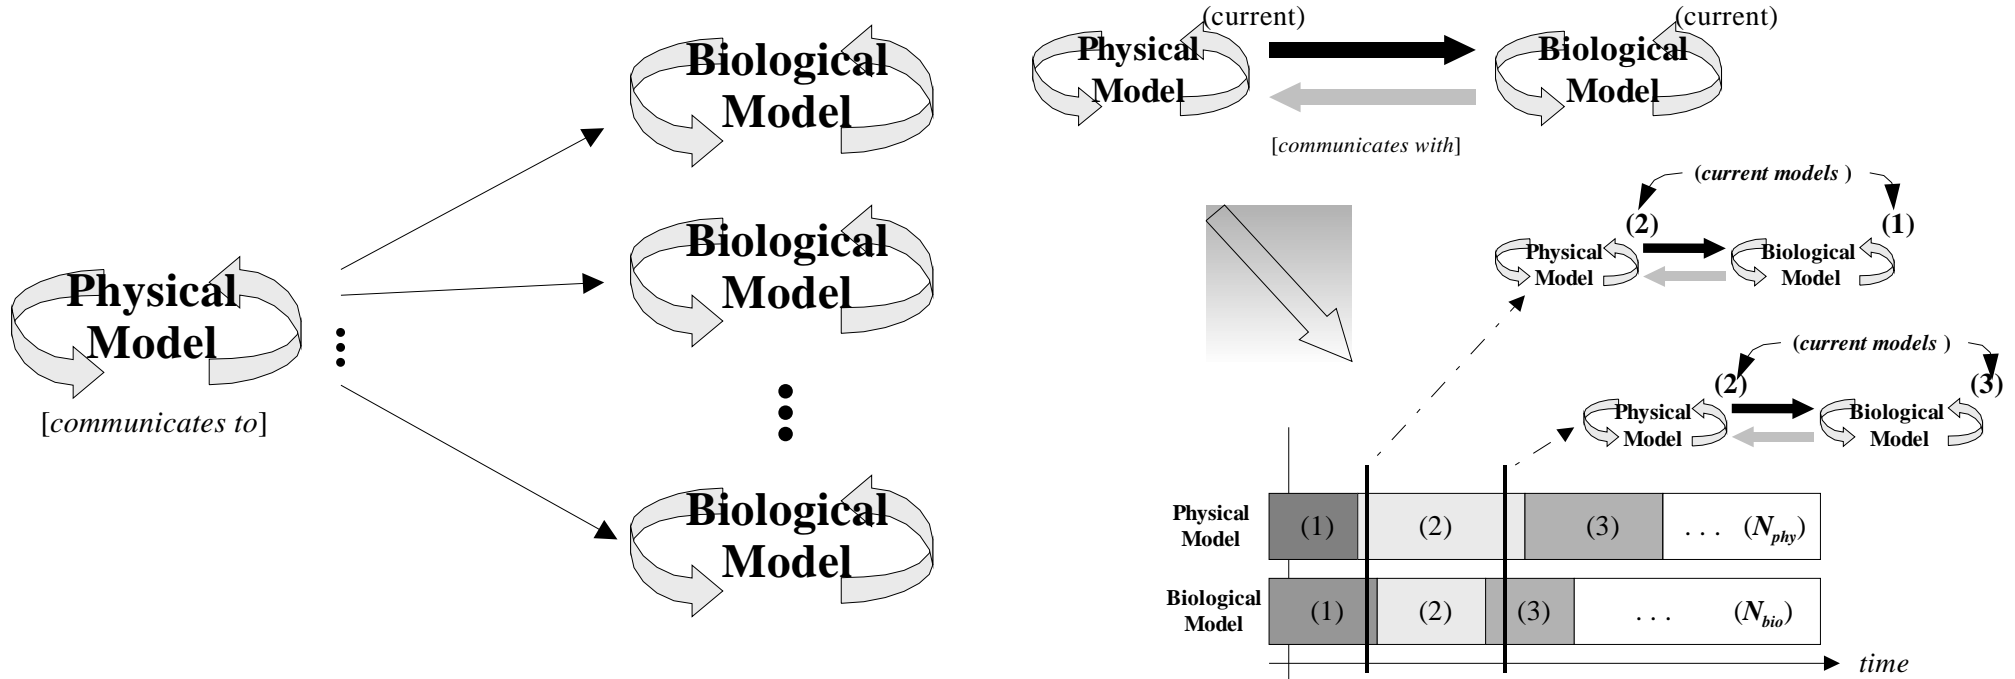 Biological
Model
Biological
Model
Physical
Model
[communicates to]
Biological
Model
(current)
(current)
Physical
Model
Biological
Model
[communicates with]
(current models )
(2)
(1)
Physical
Model
Biological
Model
(current models )
(2)
(3)
Physical
Model
Biological
Model
Physical
Model
(1)
(2)
(3)
. . . (Nphy)
Biological
Model
(1)
(2)
(3)
. . . (Nbio)
time